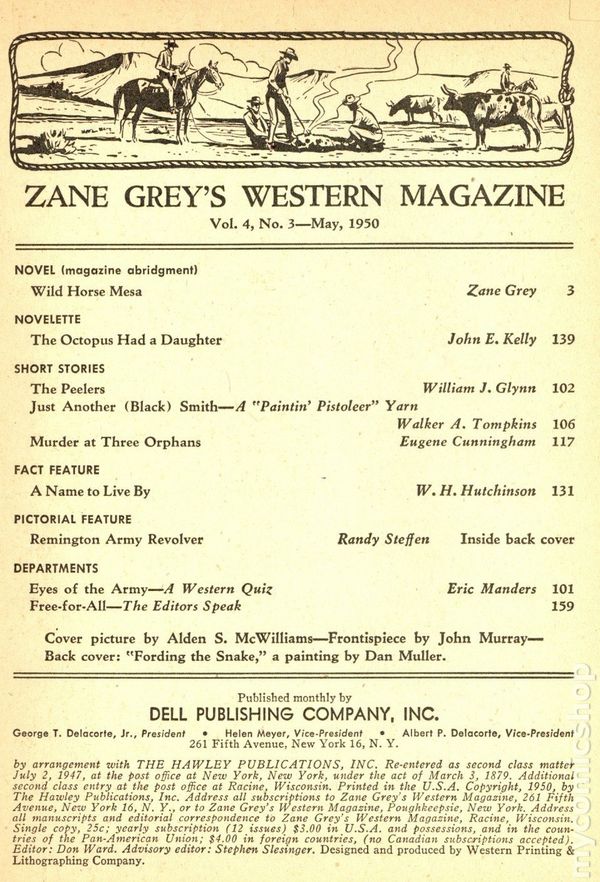 ZANE GREY'S WESTERN MAGAZINE
Vol. 4, No. 3—May, 1950
NOVEL (magazine abridgment)
Wild Horse Mesa Zane Grey 3
NOVELETTE
The Octopus Had a Daughter John E. Kelly 139
SHORT STORIES
The Peelers William J. Glynn 102
Just Another (Black) Smith—A "Paintin' Pistoleer" Yarn
Walker A. Tompkins 106
Murder at Three Orphans Eugene Cunningham 117
FACT FEATURE
A Name to Live By W. H. Hutchinson 131
PICTORIAL FEATURE
Remington Army Revolver Randy Steffen Inside back cover
DEPARTMENTS
Eyes of the Army—A Western Quiz Eric Manders 101
Free-for-All—The Editors Speak 159
Cover picture by Alden S. McWilliams—Frontispiece by John Murray—
Back cover: "Fording the Snake," a painting by Dan Muller.
Published monthly by
DELL PUBLISHING COMPANY, INC.
George T. Delacorte, Jr., President • Helen Meyer, Vice-President • Albert P. Delacorte, Vice-President
261 Fifth Avenue, New York 16, N. Y.
by arrangement with THE HAWLEY PUBLICATIONS, INC. Re-entered as second class matter
July 2, 1947, at the post office at New York, New York, under the act of March 3, 1879. Additional
second class entry at the post office at Racine, Wisconsin. Printed in the U.S.A. Copyright, 1950, by
The Hawley Publications, Inc. Address all subscriptions to Zane Grey's Western Magazine, 261 Fifth
Avenue, New York 16, N. Y., or to Zane Grey's Western Magazine, Poughkeepsie, New York. Address
all manuscripts and editorial correspondence to Zane Grey's Western Magazine, Racine, Wisconsin.
Single copy, 25c; yearly subscription (12 issues) $3.00 in U.S.A. and possessions, and in the coun-
tries of the Pan-American Union; $4.00 in foreign countries, (no Canadian subscriptions accepted).
Editor: Don Ward. Advisory editor: Stephen Slesinger. Designed and produced by Western Printing &
Lithographing Company.
mycomicshop